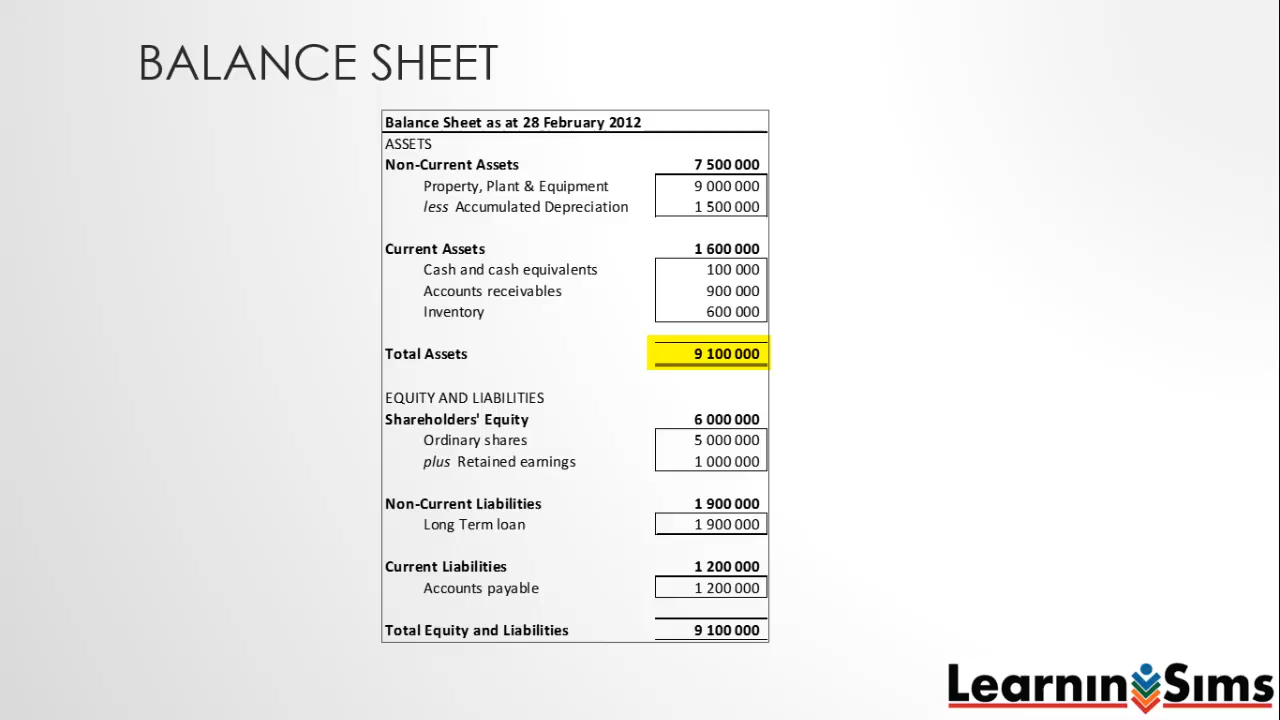 BALANCE SHEET
Balance Sheet as at 28 February 2012
ASSETS
Non-Current Assets 7 500 000
Property, Plant & Equipment 9 000 000
less Accumulated Depreciation 1 500 000
Current Assets 1 600 000
Cash and cash equivalents 100 000
Accounts receivables 900 000
Inventory 600 000
Total Assets 9 100 000
EQUITY AND LIABILITIES
Shareholders' Equity 6 000 000
Ordinary shares 5 000 000
plus Retained earnings 1 000 000
Non-Current Liabilities 1 900 000
Long Term loan 1 900 000
Current Liabilities 1 200 000
Accounts payable 1 200 000
Total Equity and Liabilities 9 100 000
Learnin Sims